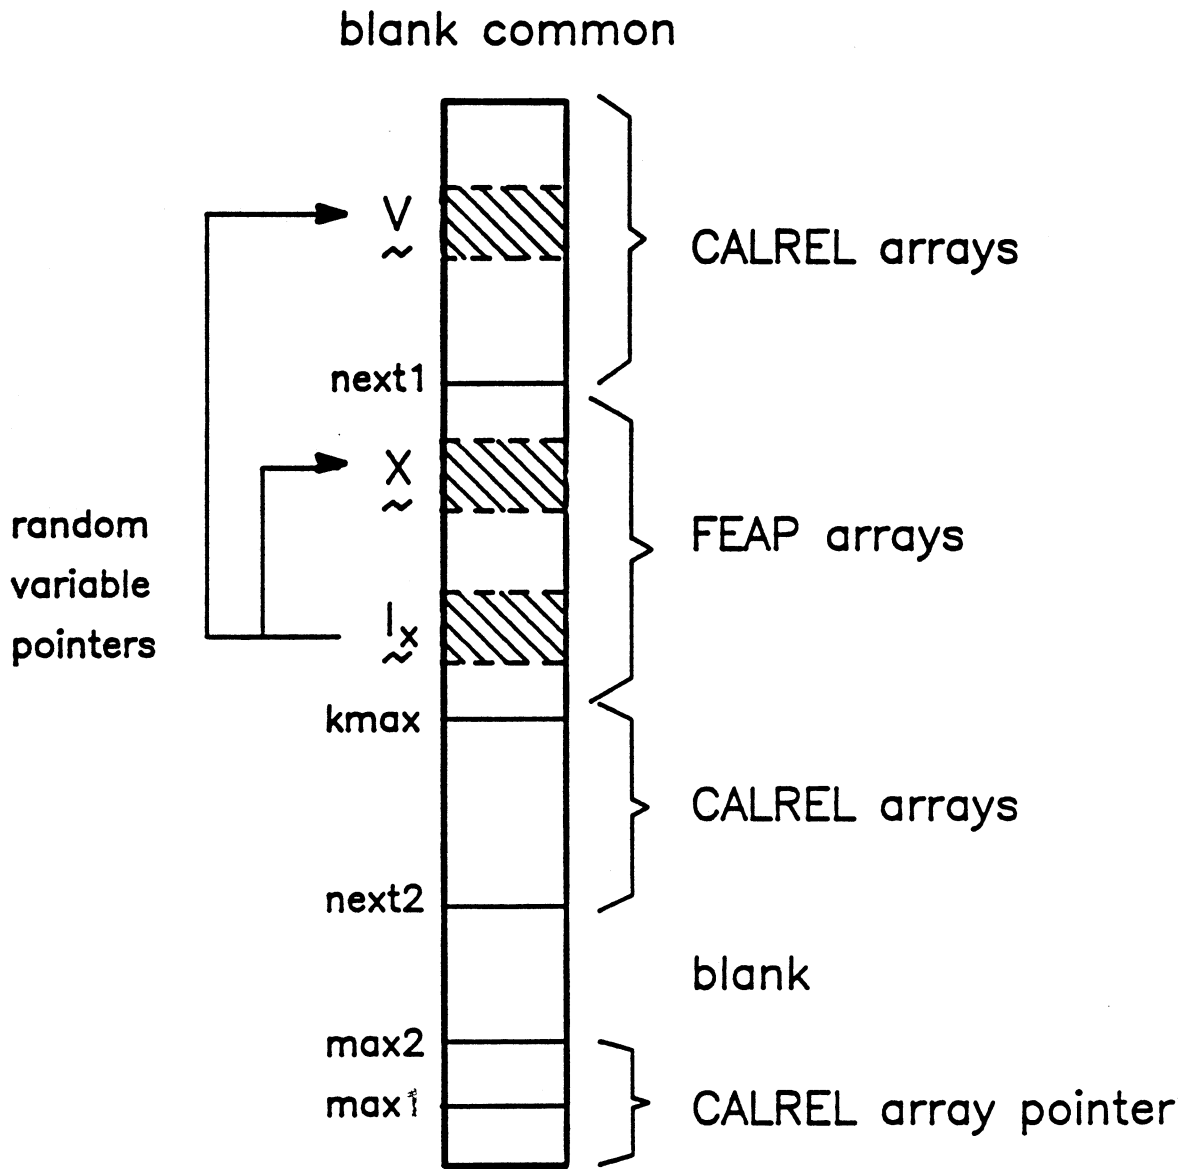 blank common
V
~
CALREL arrays
next1
X
~
FEAP arrays
random
variable
pointers
Ix
~
kmax
CALREL arrays
next2
blank
max2
max1
CALREL array pointer